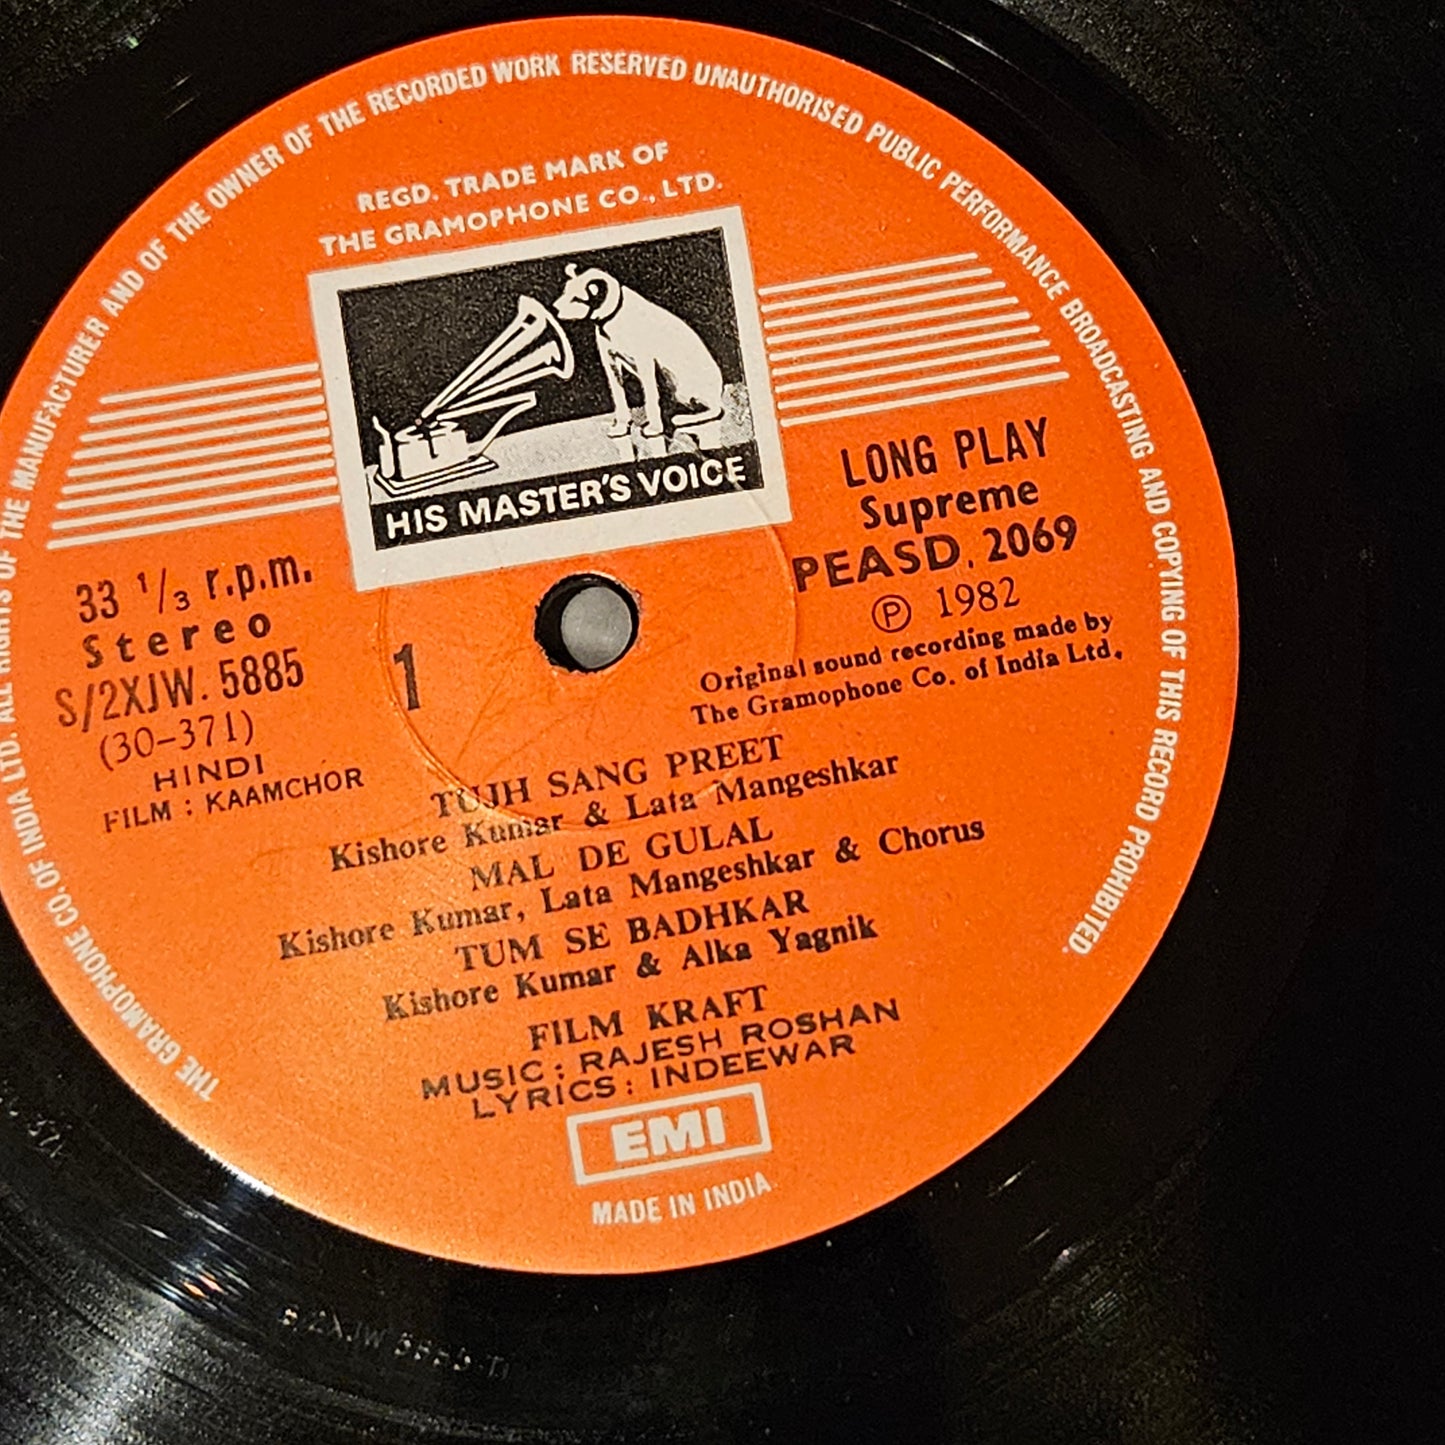 THE GRAMOPHONE CO. OF INDIA LTD. ALL RIGHTS OF THE MANUFACTURER AND OF THE OWNER OF THE RECORDED WORK RESERVED UNAUTHORISED PUBLIC PERFORMANCE BROADCASTING AND COPYING OF THIS RECORD PROHIBITED.
REGD. TRADE MARK OF
THE GRAMOPHONE CO., LTD.
HIS MASTER'S VOICE
LONG PLAY
Supreme
PEASD. 2069
Ⓟ 1982
Original sound recording made by
The Gramophone Co. of India Ltd.
33 1/3 r.p.m.
Stereo
S/2XJW. 5885
(30-371)
HINDI
FILM : KAAMCHOR
1
TUJH SANG PREET
Kishore Kumar & Lata Mangeshkar
MAL DE GULAL
Kishore Kumar, Lata Mangeshkar & Chorus
TUM SE BADHKAR
Kishore Kumar & Alka Yagnik
FILM KRAFT
MUSIC : RAJESH ROSHAN
LYRICS : INDEEWAR
EMI
MADE IN INDIA